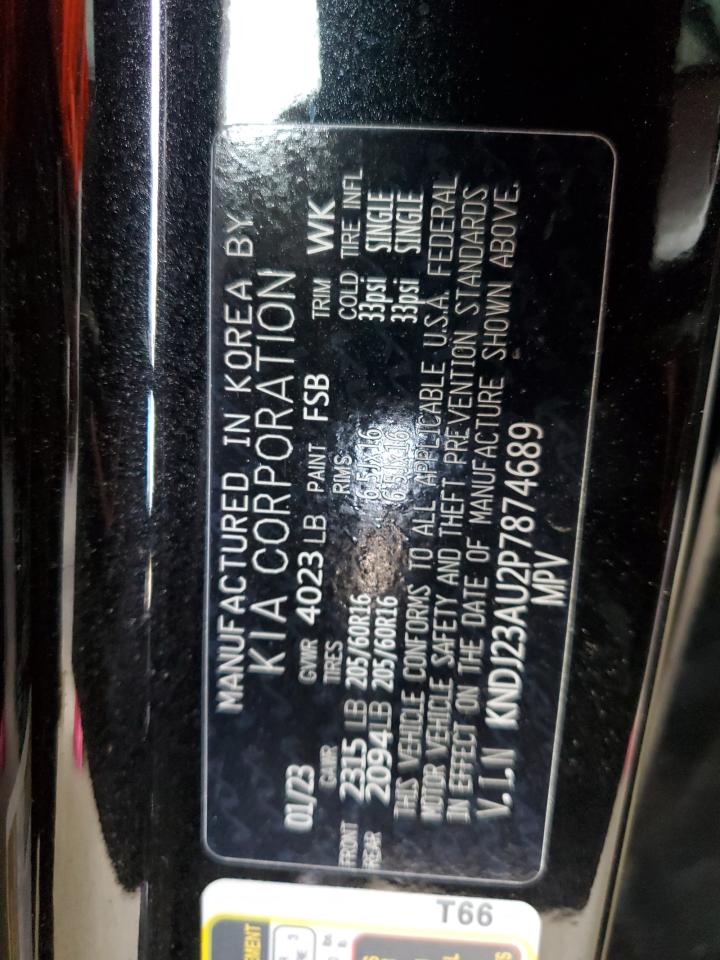 MANUFACTURED IN KOREA BY
KIA CORPORATION
01/23 GVWR 4023 LB PAINT FSB TRIM WK
GAWR TIRES RIMS COLD TIRE INFL
FRONT 2315 LB 205/60R16 6.5JX16 33psi SINGLE
REAR 2094 LB 205/60R16 6.5JX16 33psi SINGLE
THIS VEHICLE CONFORMS TO ALL APPLICABLE U.S.A. FEDERAL
MOTOR VEHICLE SAFETY AND THEFT PREVENTION STANDARDS
IN EFFECT ON THE DATE OF MANUFACTURE SHOWN ABOVE.
V.I.N KNDJ23AU2P7874689
MPV
T66